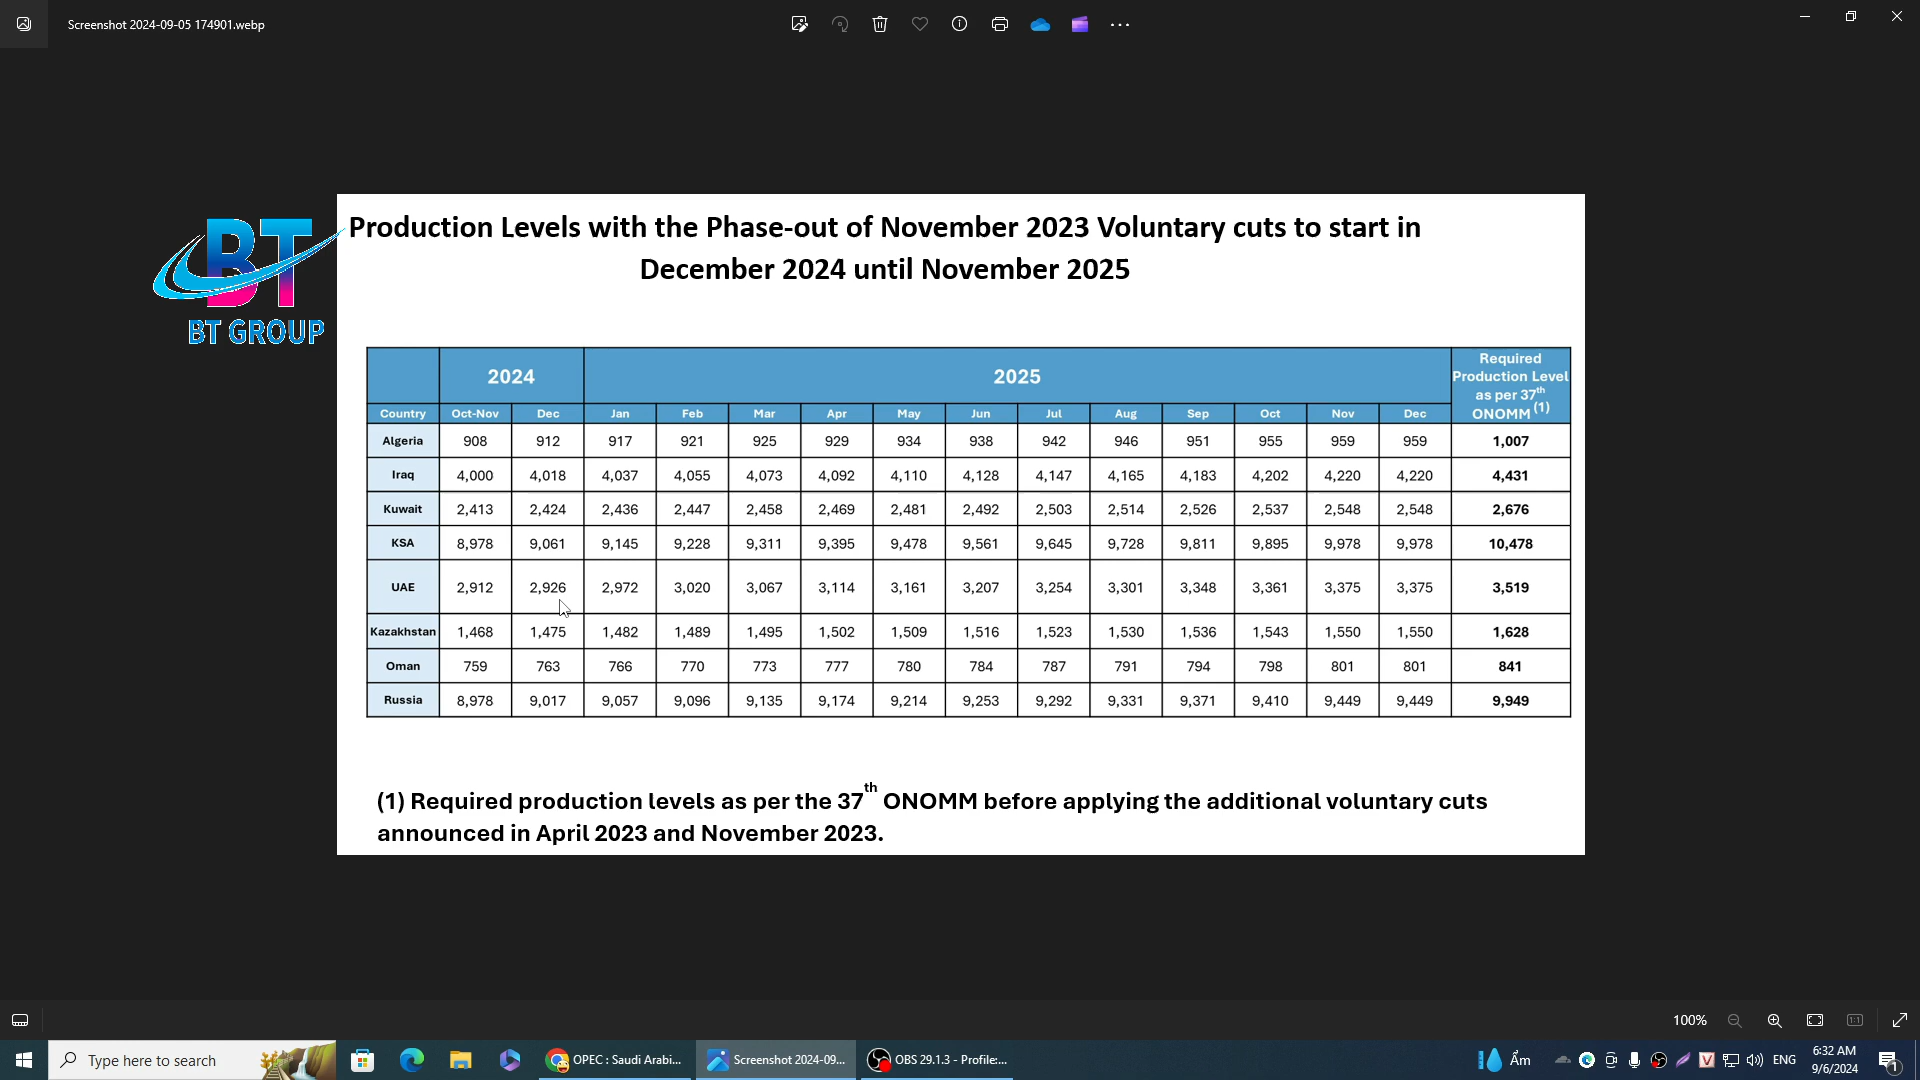 Screenshot 2024-09-05 174901.webp
BT
BT GROUP
Production Levels with the Phase-out of November 2023 Voluntary cuts to start in
December 2024 until November 2025
2024 2025 Required
Production Level
as per 37th
ONOMM (1)
Country Oct-Nov Dec Jan Feb Mar Apr May Jun Jul Aug Sep Oct Nov Dec
Algeria 908 912 917 921 925 929 934 938 942 946 951 955 959 959 1,007
Iraq 4,000 4,018 4,037 4,055 4,073 4,092 4,110 4,128 4,147 4,165 4,183 4,202 4,220 4,220 4,431
Kuwait 2,413 2,424 2,436 2,447 2,458 2,469 2,481 2,492 2,503 2,514 2,526 2,537 2,548 2,548 2,676
KSA 8,978 9,061 9,145 9,228 9,311 9,395 9,478 9,561 9,645 9,728 9,811 9,895 9,978 9,978 10,478
UAE 2,912 2,926 2,972 3,020 3,067 3,114 3,161 3,207 3,254 3,301 3,348 3,361 3,375 3,375 3,519
Kazakhstan 1,468 1,475 1,482 1,489 1,495 1,502 1,509 1,516 1,523 1,530 1,536 1,543 1,550 1,550 1,628
Oman 759 763 766 770 773 777 780 784 787 791 794 798 801 801 841
Russia 8,978 9,017 9,057 9,096 9,135 9,174 9,214 9,253 9,292 9,331 9,371 9,410 9,449 9,449 9,949
(1) Required production levels as per the 37th ONOMM before applying the additional voluntary cuts
announced in April 2023 and November 2023.
100%
Type here to search
OPEC : Saudi Arabi...
Screenshot 2024-09...
OBS 29.1.3 - Profile:...
Ẩm
ENG
6:32 AM
9/6/2024
1